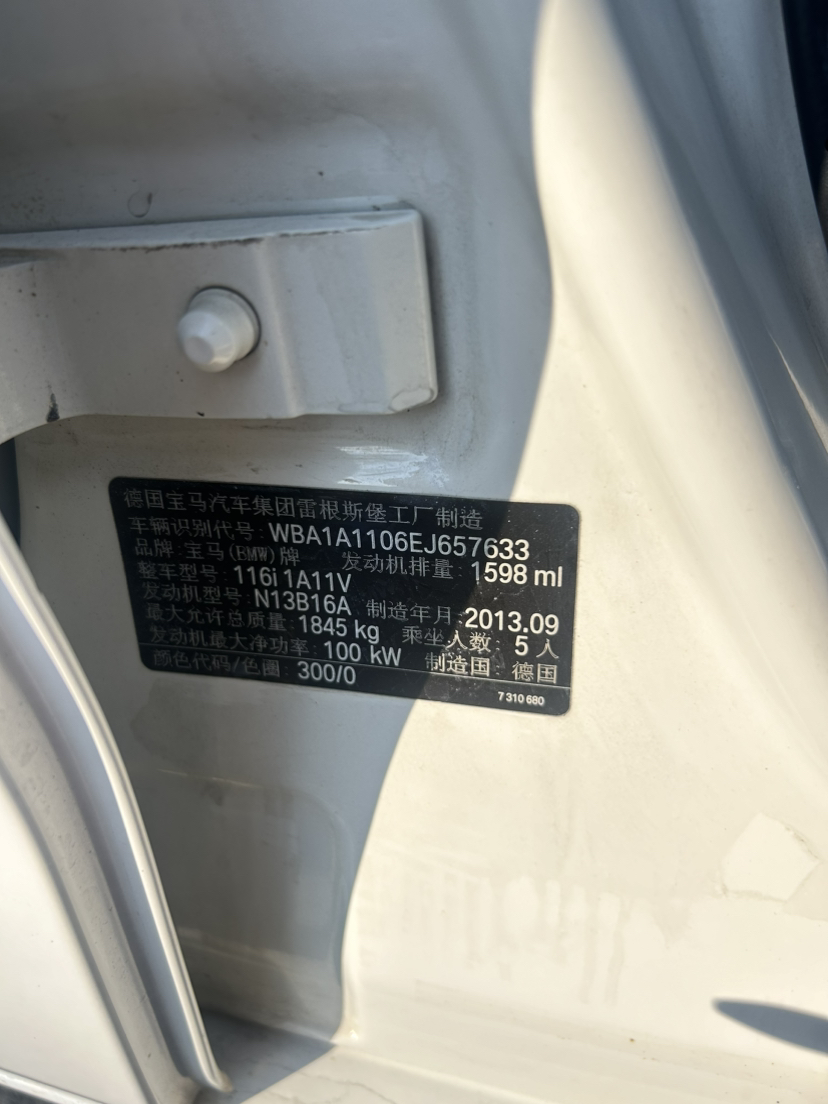 德国宝马汽车集团雷根斯堡工厂制造
车辆识别代号: WBA1A1106EJ657633
品牌: 宝马(BMW)牌 发动机排量: 1598 ml
整车型号: 116i 1A11V
发动机型号: N13B16A 制造年月: 2013.09
最大允许总质量: 1845 kg 乘坐人数: 5 人
发动机最大净功率: 100 kW 制造国: 德国
颜色代码/色圈: 300/0
7 310 680